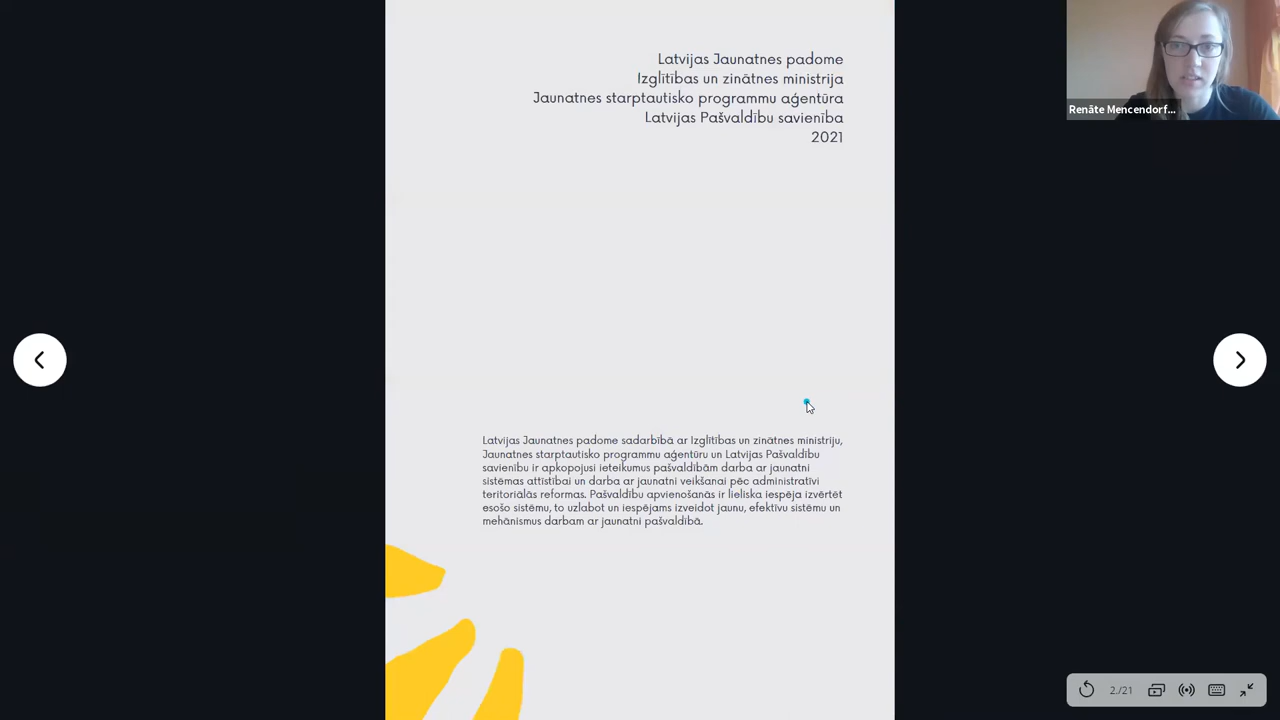 Latvijas Jaunatnes padome
Izglītības un zinātnes ministrija
Jaunatnes starptautisko programmu aģentūra
Latvijas Pašvaldību savienība
2021
Renāte Mencendorf...
Latvijas Jaunatnes padome sadarbībā ar Izglītības un zinātnes ministriju,
Jaunatnes starptautisko programmu aģentūru un Latvijas Pašvaldību
savienību ir apkopojusi ieteikumus pašvaldībām darba ar jaunatni
sistēmas attīstībai un darba ar jaunatni veikšanai pēc administratīvi
teritoriālās reformas. Pašvaldību apvienošanās ir lieliska iespēja izvērtēt
esošo sistēmu, to uzlabot un iespējams izveidot jaunu, efektīvu sistēmu un
mehānismus darbam ar jaunatni pašvaldībā.
2./21